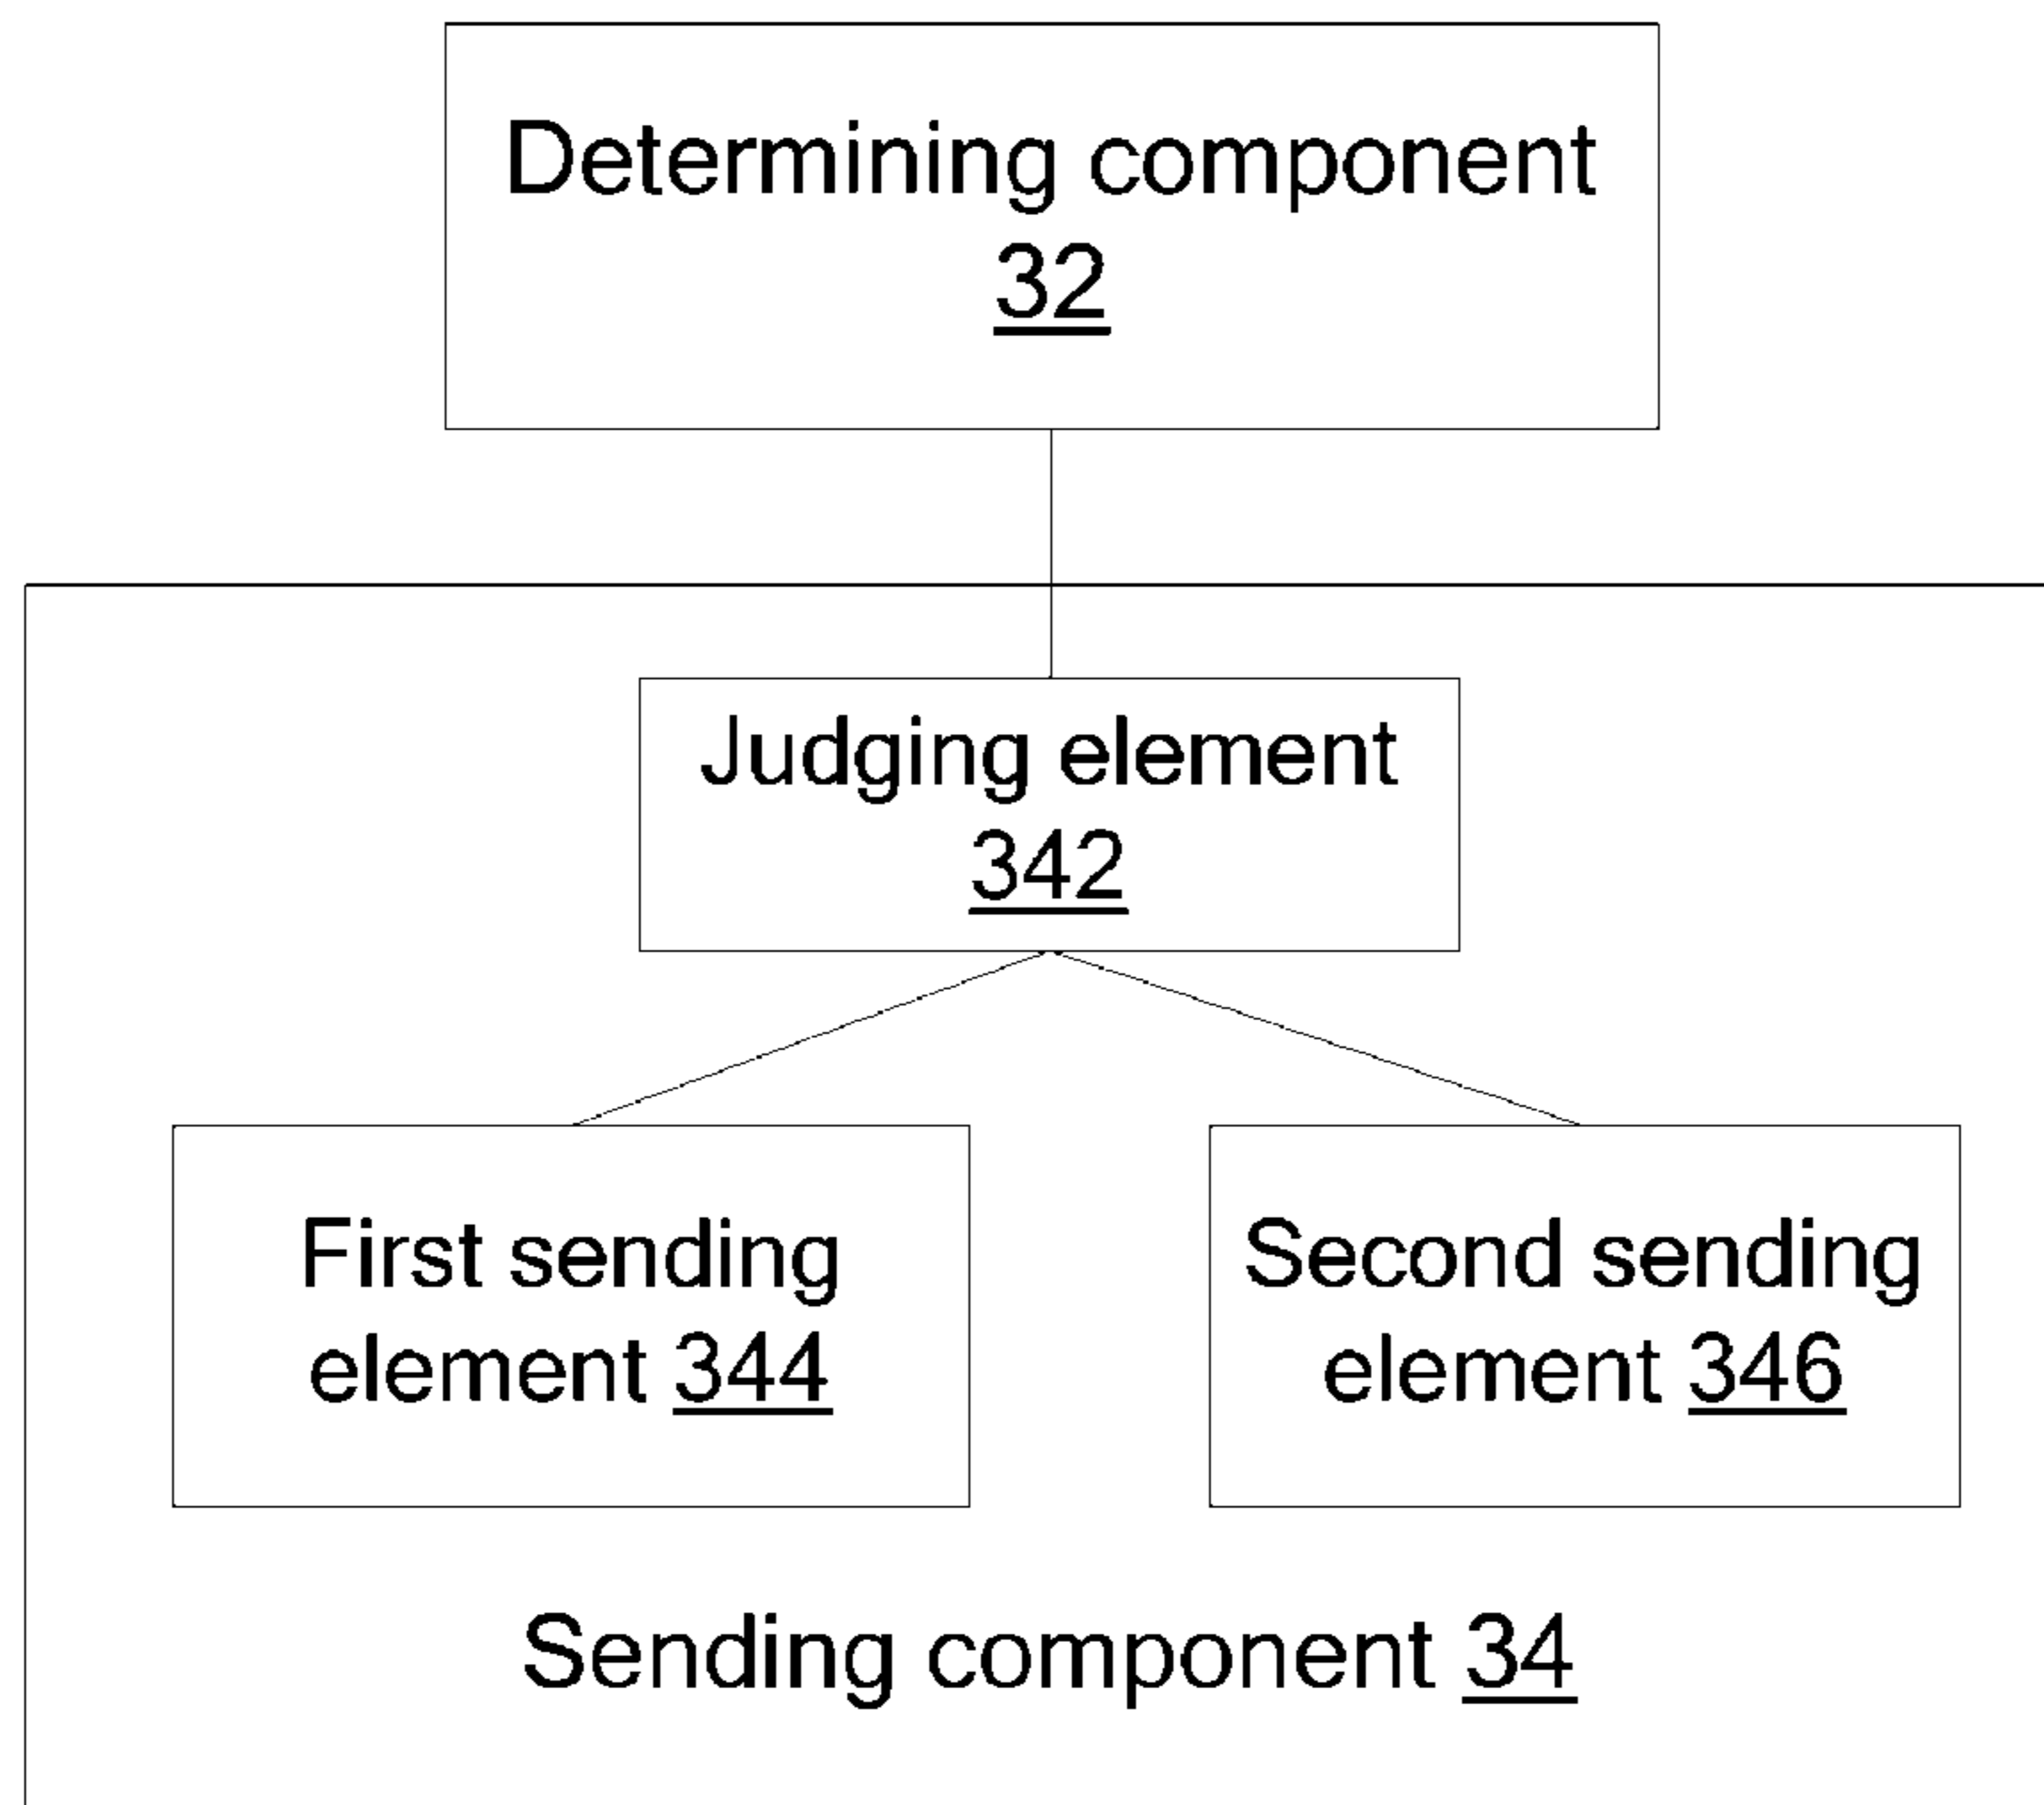 Determining component
32
Judging element
342
First sending
element 344
Second sending
element 346
Sending component 34